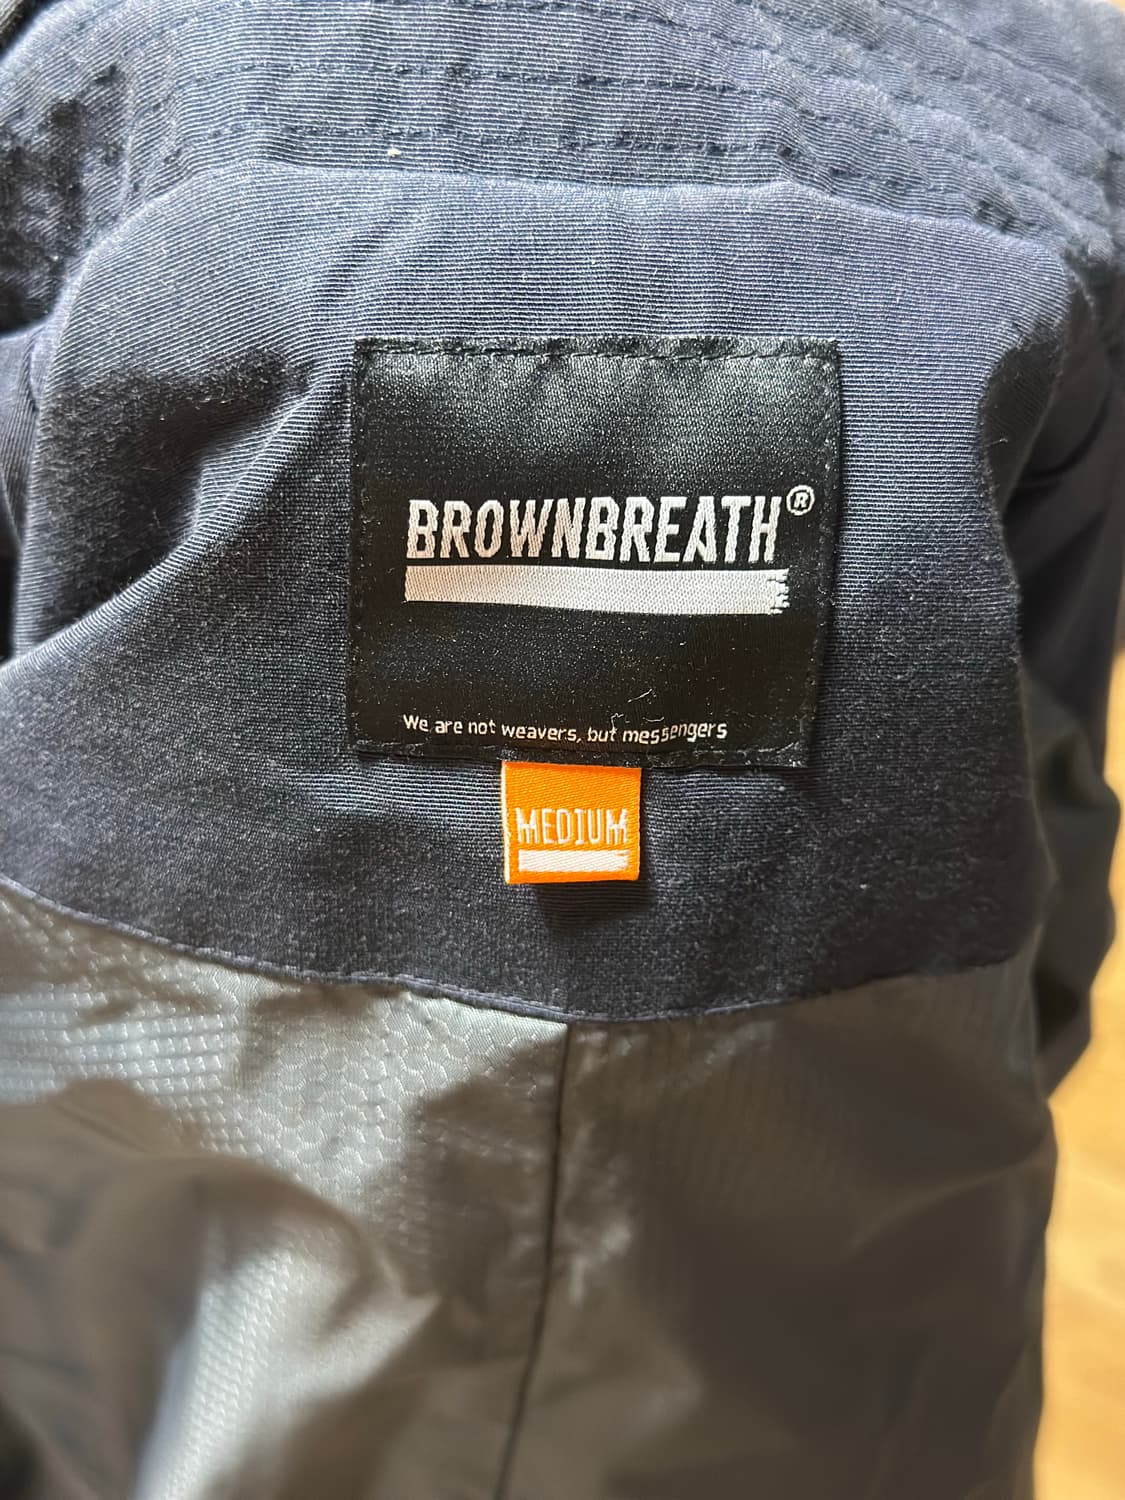 BROWNBREATH®
We are not weavers, but messengers
MEDIUM